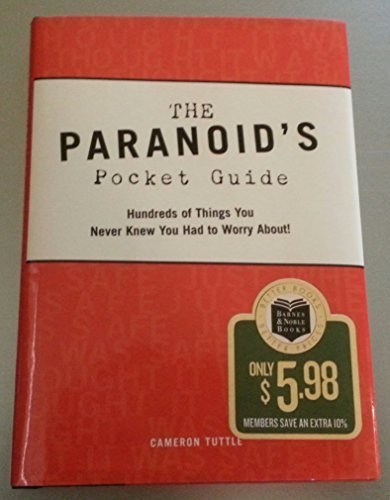 THE
PARANOID'S
Pocket Guide
Hundreds of Things You
Never Knew You Had to Worry About!
BETTER BOOKS
BARNES
& NOBLE
BOOKS
BETTER PRICES
ONLY
$5.98
MEMBERS SAVE AN EXTRA 10%
CAMERON TUTTLE